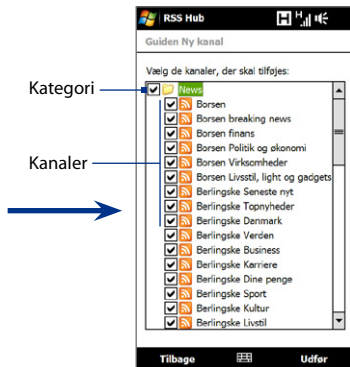 RSS Hub
Guiden Ny kanal
Vælg de kanaler, der skal tilføjes:
Kategori
News
Borsen
Borsen breaking news
Borsen finans
Borsen Politik og økonomi
Kanaler
Borsen Virksomheder
Borsen Livsstil, light og gadgets
Berlingske Seneste nyt
Berlingske Topnyheder
Berlingske Danmark
Berlingske Verden
Berlingske Business
Berlingske Karriere
Berlingske Dine penge
Berlingske Sport
Berlingske Kultur
Berlingske Livstil
Tilbage
Udfør